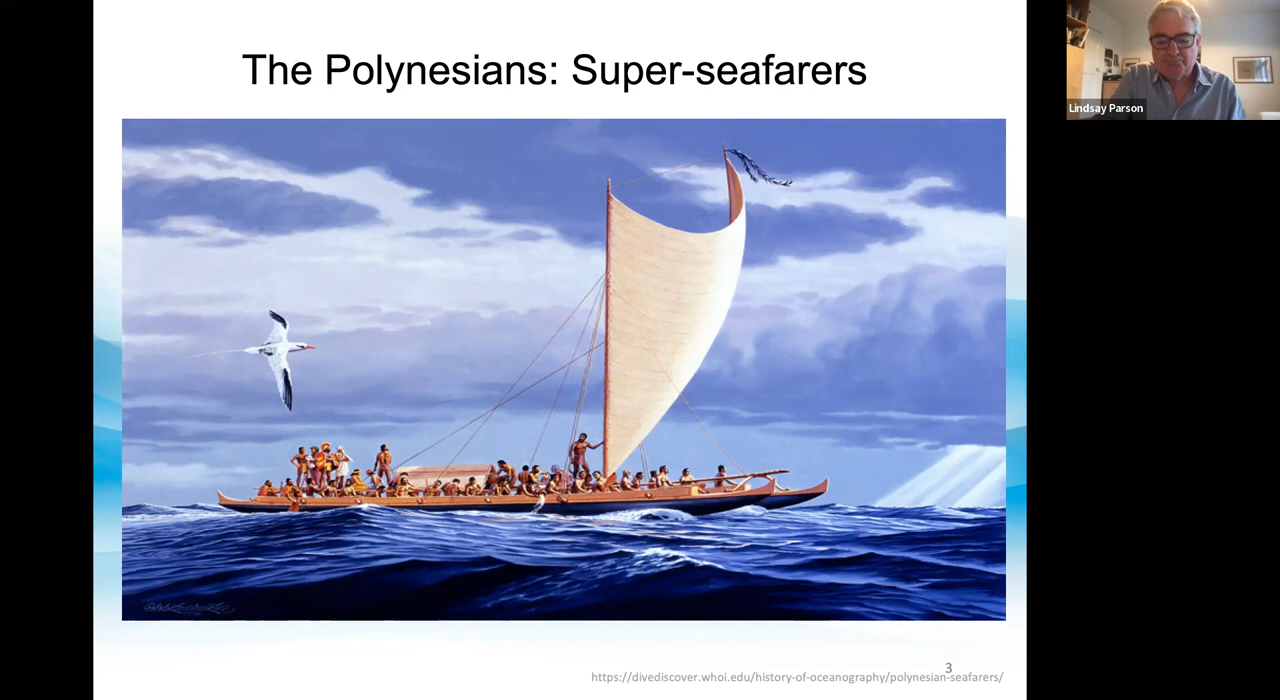 The Polynesians: Super-seafarers
Lindsay Parson
3
https://divediscover.whoi.edu/history-of-oceanography/polynesian-seafarers/